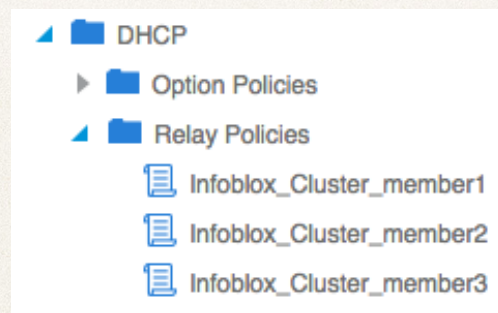 DHCP
Option Policies
Relay Policies
Infoblox_Cluster_member1
Infoblox_Cluster_member2
Infoblox_Cluster_member3